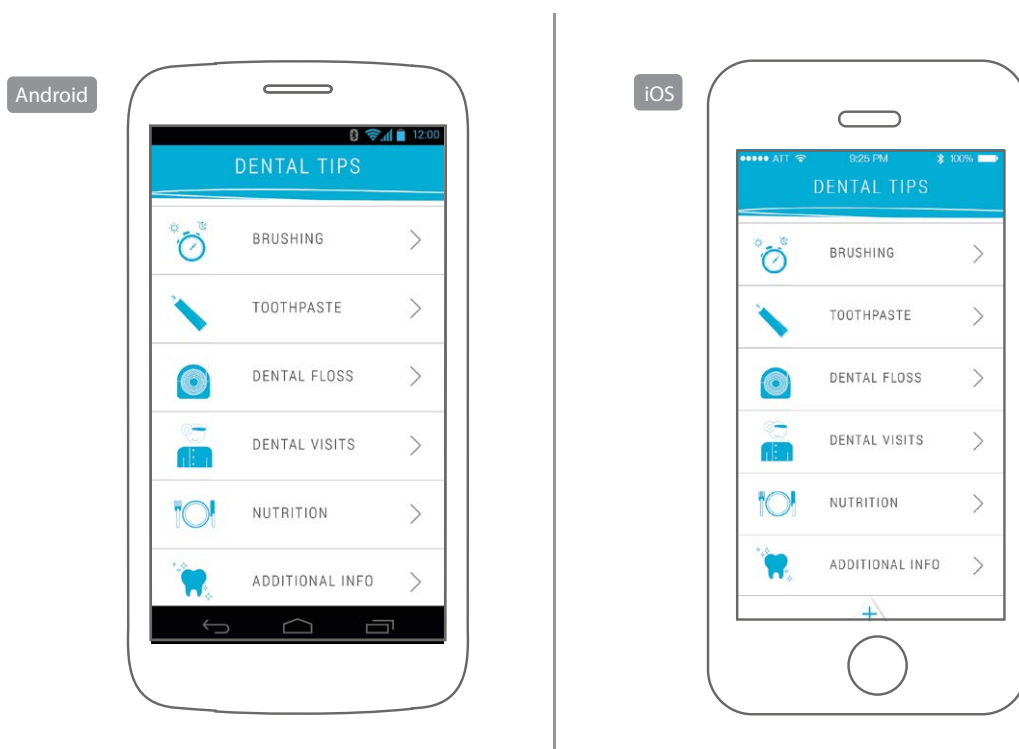 Android
12:00
DENTAL TIPS
BRUSHING
TOOTHPASTE
DENTAL FLOSS
DENTAL VISITS
NUTRITION
ADDITIONAL INFO
iOS
ATT 9:25 PM 100%
DENTAL TIPS
BRUSHING
TOOTHPASTE
DENTAL FLOSS
DENTAL VISITS
NUTRITION
ADDITIONAL INFO
+